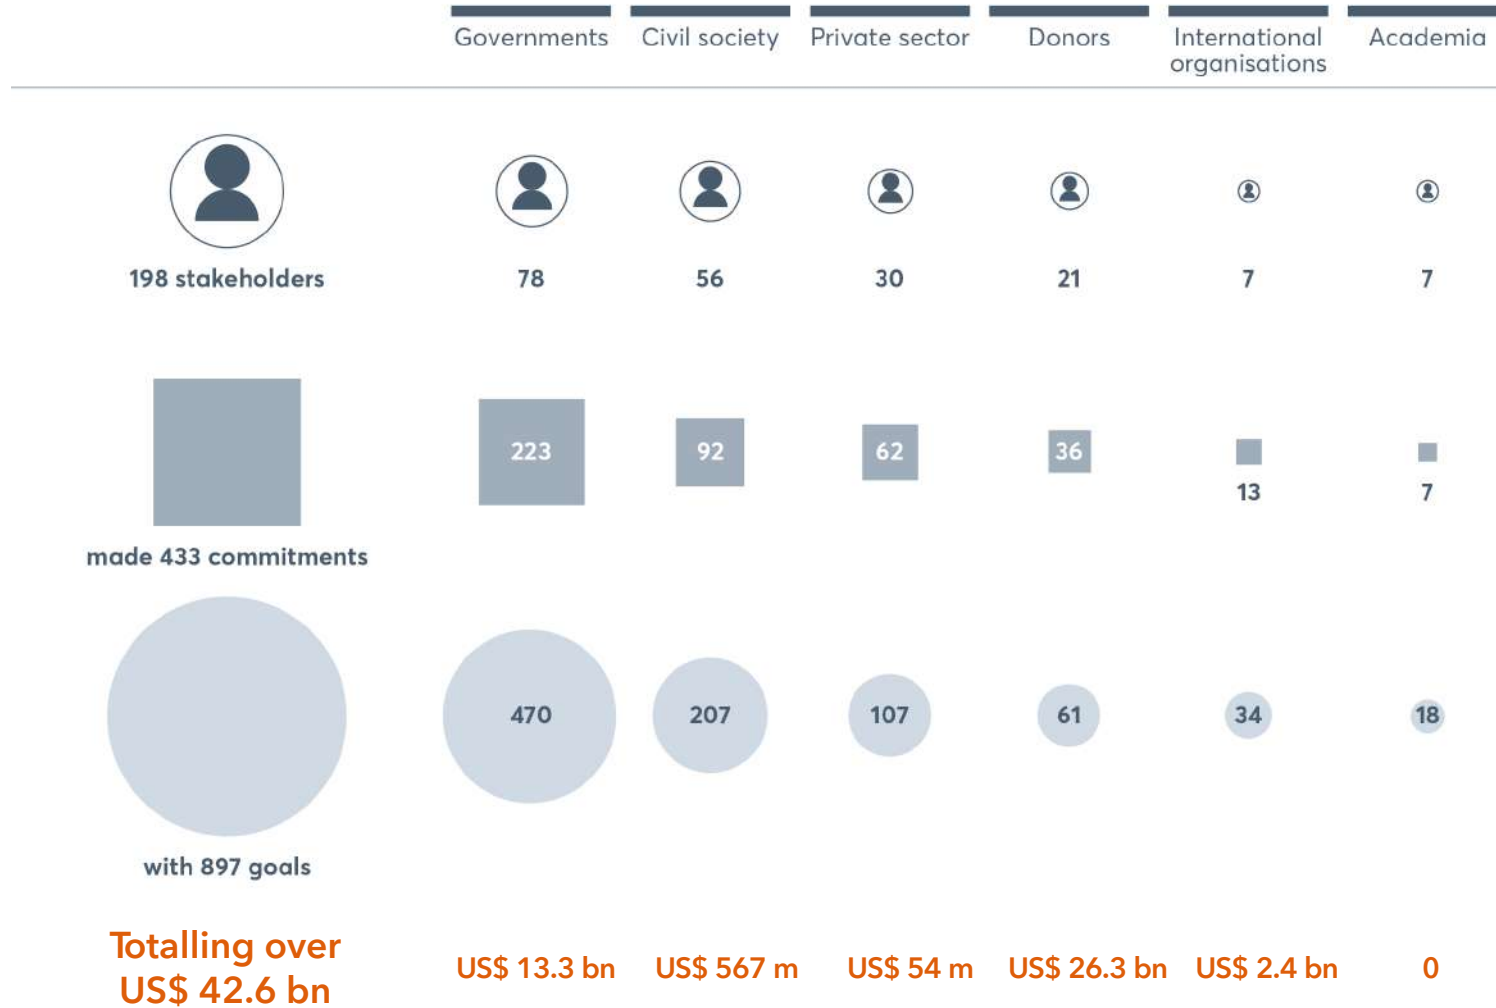 Governments Civil society Private sector Donors International organisations Academia
198 stakeholders 78 56 30 21 7 7
223 92 62 36 13 7
made 433 commitments
470 207 107 61 34 18
with 897 goals
Totalling over
US$ 42.6 bn
US$ 13.3 bn US$ 567 m US$ 54 m US$ 26.3 bn US$ 2.4 bn 0